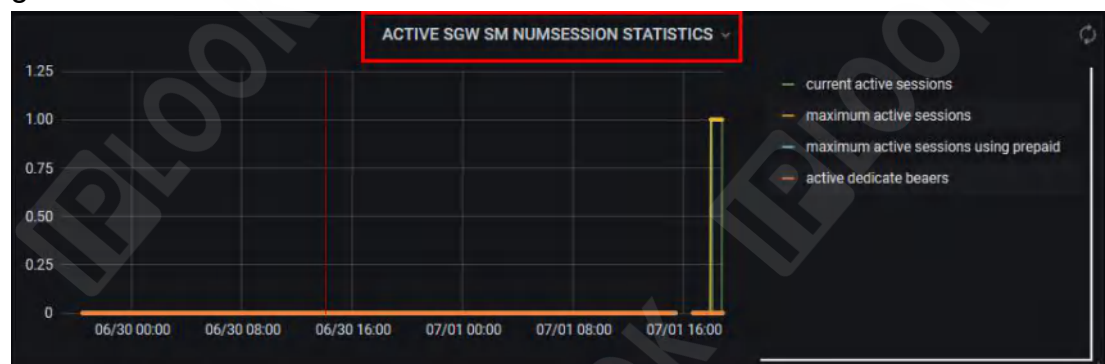 ACTIVE SGW SM NUMSESSION STATISTICS
1.25
1.00
0.75
0.50
0.25
0
06/30 00:00 06/30 08:00 06/30 16:00 07/01 00:00 07/01 08:00 07/01 16:00
current active sessions
maximum active sessions
maximum active sessions using prepaid
active dedicate beaers
IPLOOK